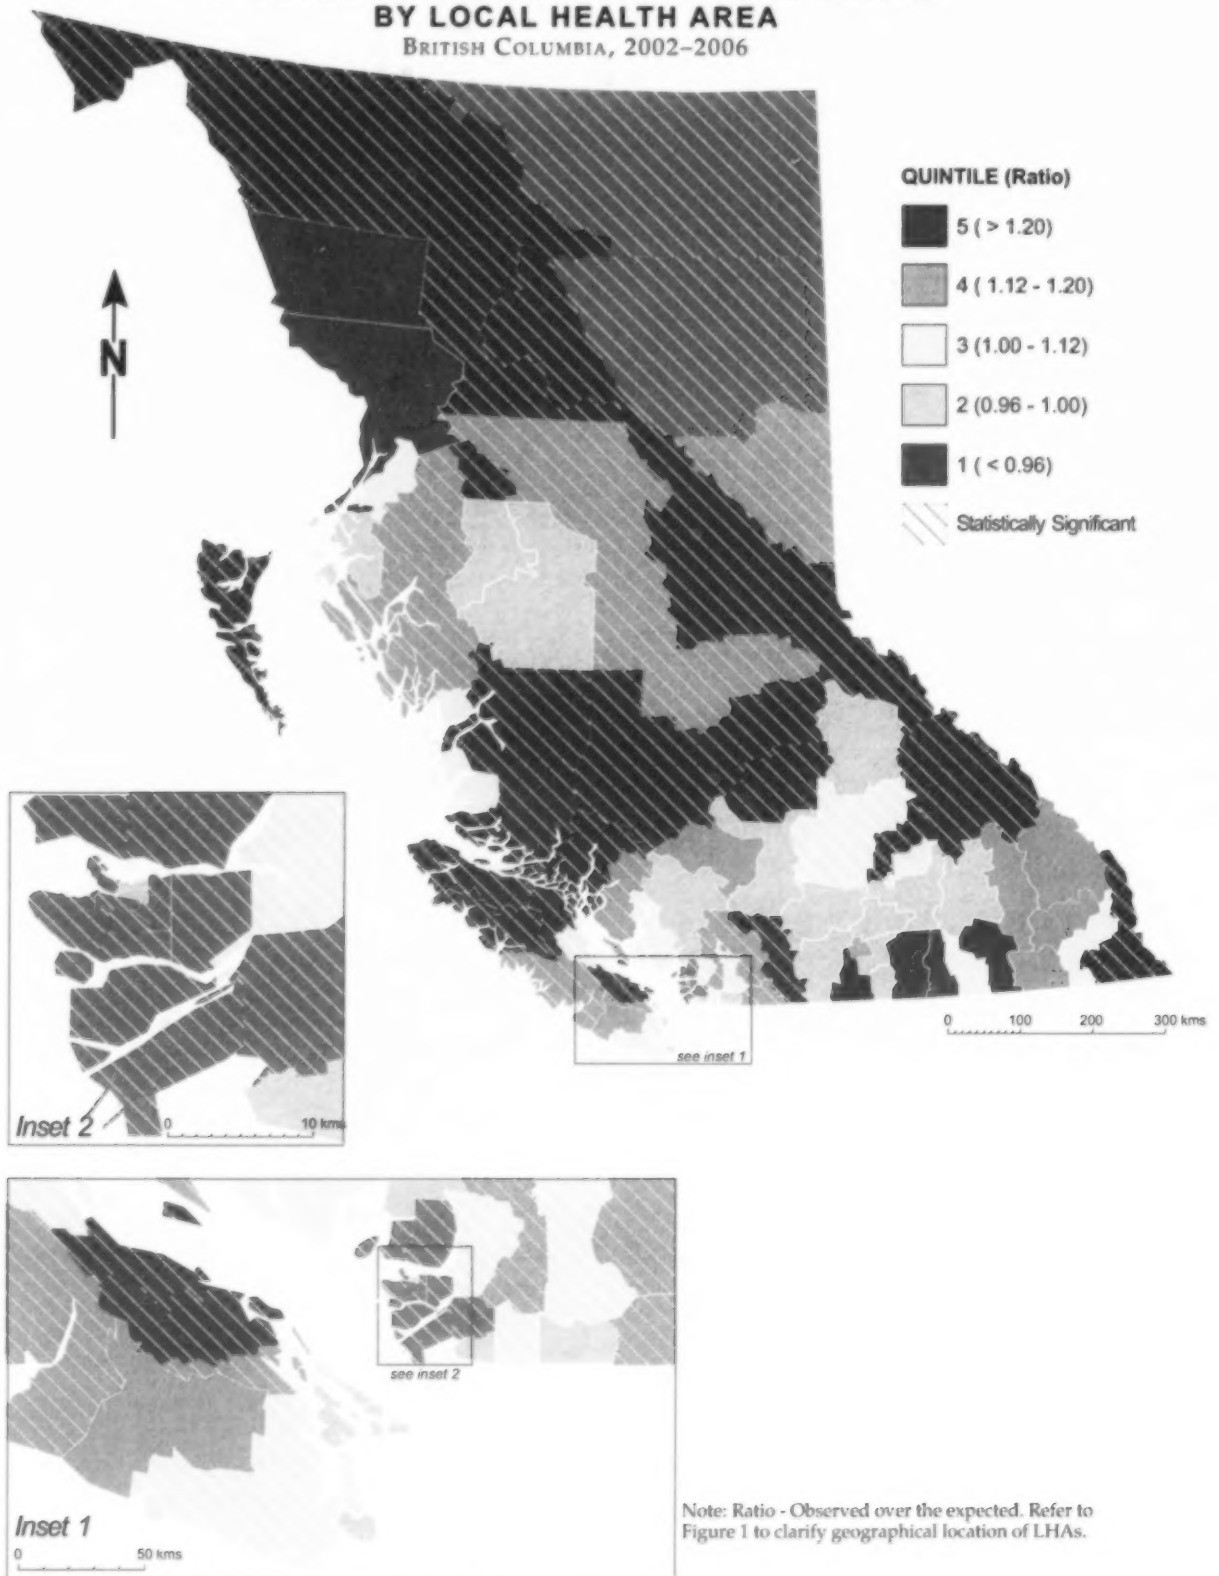 BY LOCAL HEALTH AREA
BRITISH COLUMBIA, 2002–2006
QUINTILE (Ratio)
5 ( > 1.20)
4 ( 1.12 - 1.20)
3 (1.00 - 1.12)
2 (0.96 - 1.00)
1 ( < 0.96)
Statistically Significant
N
0 100 200 300 kms
see inset 1
Inset 2
0 10 kms
see inset 2
Inset 1
0 50 kms
Note: Ratio - Observed over the expected. Refer to
Figure 1 to clarify geographical location of LHAs.